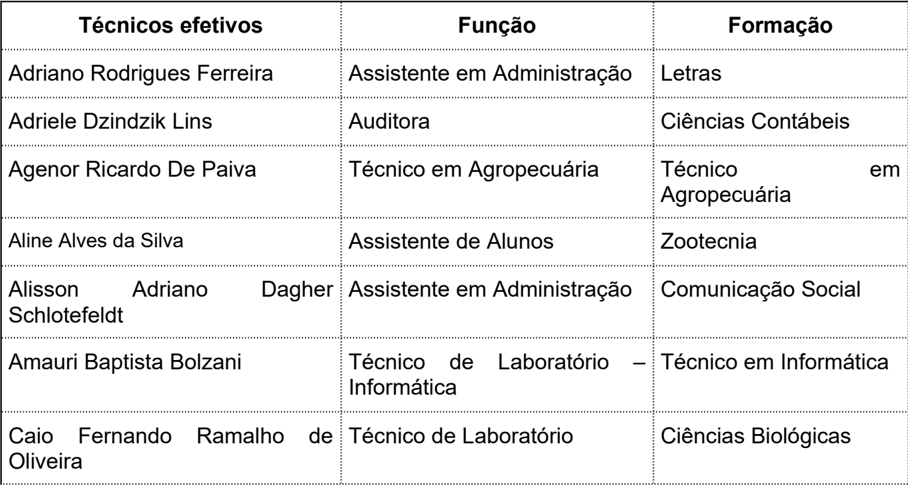 Técnicos efetivos Função Formação
Adriano Rodrigues Ferreira Assistente em Administração Letras
Adriele Dzindzik Lins Auditora Ciências Contábeis
Agenor Ricardo De Paiva Técnico em Agropecuária Técnico em
Agropecuária
Aline Alves da Silva Assistente de Alunos Zootecnia
Alisson Adriano Dagher Assistente em Administração Comunicação Social
Schlotefeldt
Amauri Baptista Bolzani Técnico de Laboratório – Técnico em Informática
Informática
Caio Fernando Ramalho de Técnico de Laboratório Ciências Biológicas
Oliveira